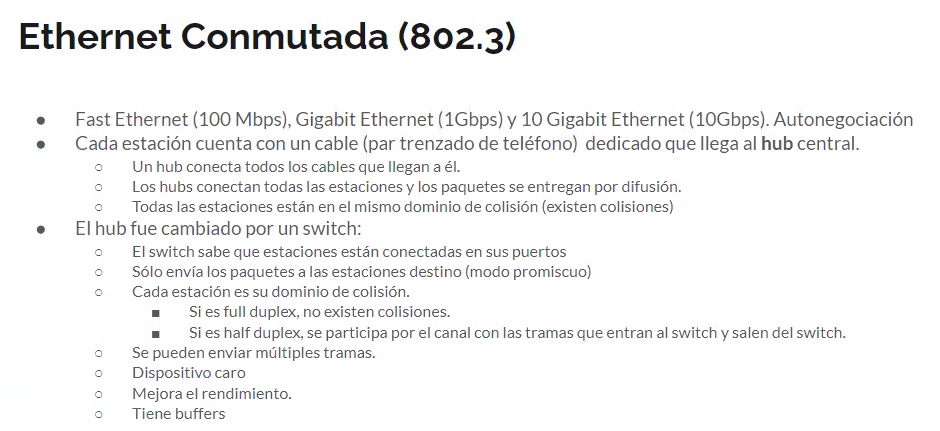 Ethernet Conmutada (802.3)
● Fast Ethernet (100 Mbps), Gigabit Ethernet (1Gbps) y 10 Gigabit Ethernet (10Gbps). Autonegociación
● Cada estación cuenta con un cable (par trenzado de teléfono) dedicado que llega al hub central.
○ Un hub conecta todos los cables que llegan a él.
○ Los hubs conectan todas las estaciones y los paquetes se entregan por difusión.
○ Todas las estaciones están en el mismo dominio de colisión (existen colisiones)
● El hub fue cambiado por un switch:
○ El switch sabe que estaciones están conectadas en sus puertos
○ Sólo envía los paquetes a las estaciones destino (modo promiscuo)
○ Cada estación es su dominio de colisión.
■ Si es full duplex, no existen colisiones.
■ Si es half duplex, se participa por el canal con las tramas que entran al switch y salen del switch.
○ Se pueden enviar múltiples tramas.
○ Dispositivo caro
○ Mejora el rendimiento.
○ Tiene buffers